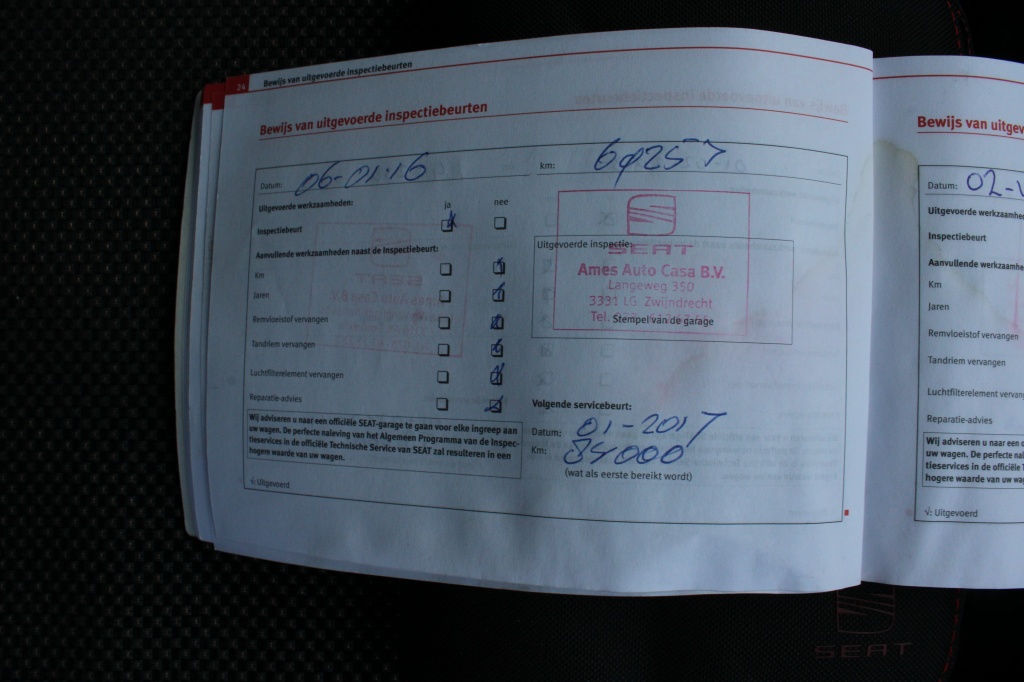 24 Bewijs van uitgevoerde inspectiebeurten
Bewijs van uitgevoerde inspectiebeurten
Datum: 06-01-16
km: 60257
Uitgevoerde werkzaamheden: ja nee
Inspectiebeurt
Aanvullende werkzaamheden naast de Inspectiebeurt:
Km
Jaren
Remvloeistof vervangen
Tandriem vervangen
Luchtfilterelement vervangen
Reparatie-advies
Wij adviseren u naar een officiële SEAT-garage te gaan voor elke ingreep aan
uw wagen. De perfecte naleving van het Algemeen Programma van de Inspec-
tieservices in de officiële Technische Service van SEAT zal resulteren in een
hogere waarde van uw wagen.
√: Uitgevoerd
Uitgevoerde inspectie:
SEAT
Ames Auto Casa B.V.
Langeweg 350
3331 LG. Zwijndrecht
Tel.
Stempel van de garage
Volgende servicebeurt:
Datum: 01-2017
Km: 84000
(wat als eerste bereikt wordt)
Bewijs van uitgev
Datum: 02-
Uitgevoerde werkzaamhede
Inspectiebeurt
Aanvullende werkzaamhe
Km
Jaren
Remvloeistof vervangen
Tandriem vervangen
Luchtfilterelement vervang
Reparatie-advies
Wij adviseren u naar een o
uw wagen. De perfecte nal
tieservices in de officiële T
hogere waarde van uw wag
√: Uitgevoerd
SEAT